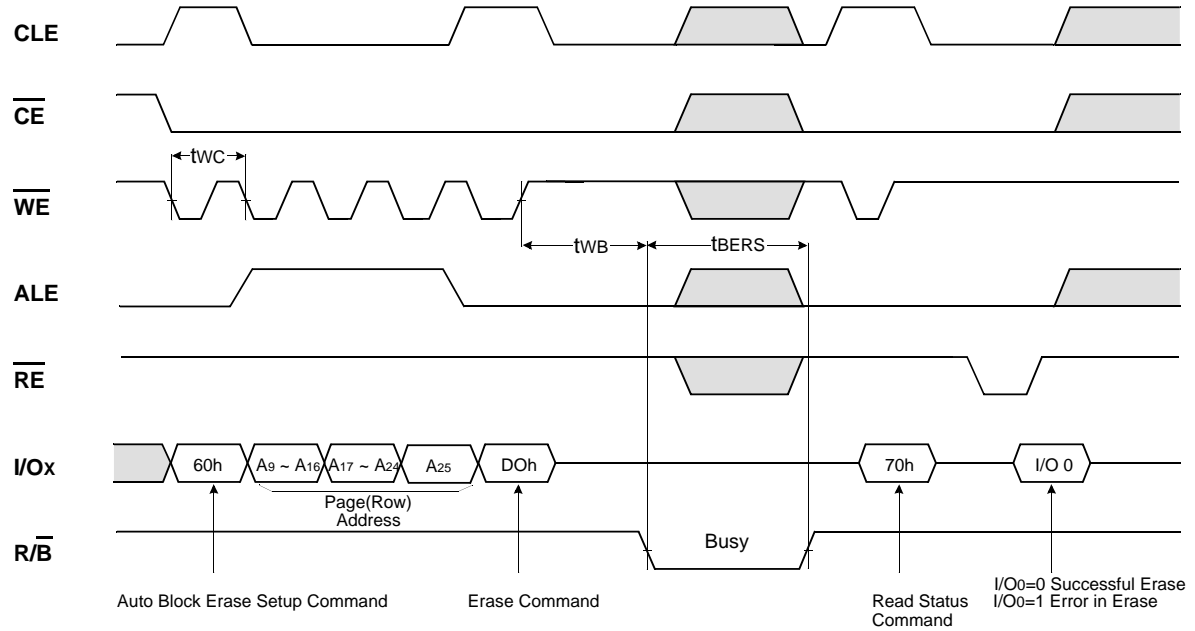 CLE
CE
tWC
WE
tWB
tBERS
ALE
RE
I/Ox
60h
A9 ~ A16
A17 ~ A24
A25
DOh
70h
I/O 0
Page(Row)
Address
R/B
Busy
Auto Block Erase Setup Command
Erase Command
Read Status
Command
I/O0=0 Successful Erase
I/O0=1 Error in Erase